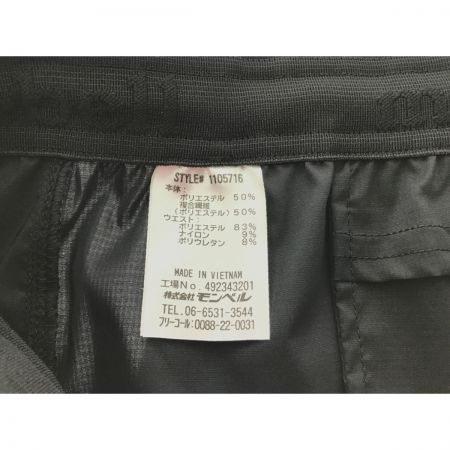 STYLE# 1105716
本体:
ポリエステル 50%
複合繊維
(ポリエステル) 50%
ウエスト:
ポリエステル 83%
ナイロン 9%
ポリウレタン 8%
MADE IN VIETNAM
工場No. 492343201
株式会社 モンベル
TEL. 06-6531-3544
フリーコール: 0088-22-0031